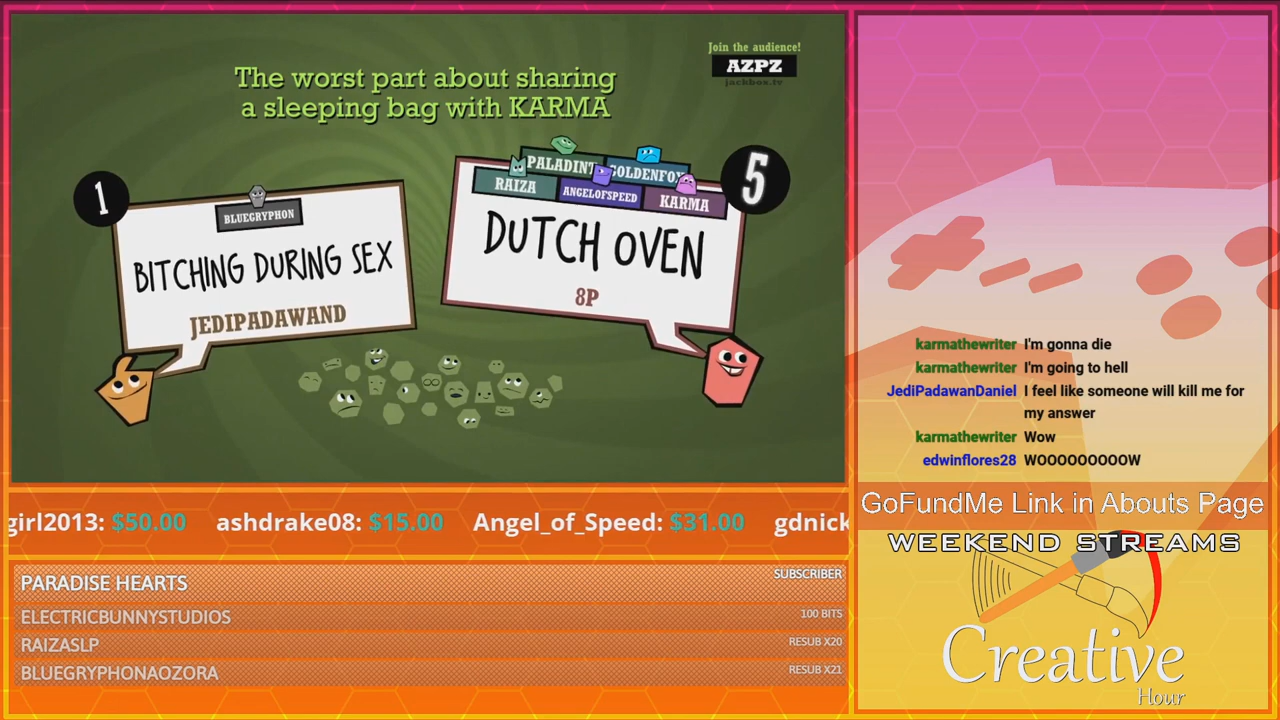 Join the audience!
AZPZ
jackbox.tv
The worst part about sharing
a sleeping bag with KARMA
1
BLUEGRYPHON
BITCHING DURING SEX
JEDIPADAWAND
PALADINT
GOLDENFOX
RAIZA
ANGELOFSPEED
KARMA
5
DUTCH OVEN
8P
karmathewriter I'm gonna die
karmathewriter I'm going to hell
JediPadawanDaniel I feel like someone will kill me for
my answer
karmathewriter Wow
edwinflores28 WOOOOOOOOOW
GoFundMe Link in Abouts Page
WEEKEND STREAMS
Creative
Hour
girl2013: $50.00 ashdrake08: $15.00 Angel_of_Speed: $31.00 gdnick
PARADISE HEARTS SUBSCRIBER
ELECTRICBUNNYSTUDIOS 100 BITS
RAIZASLP RESUB X20
BLUEGRYPHONAOZORA RESUB X21